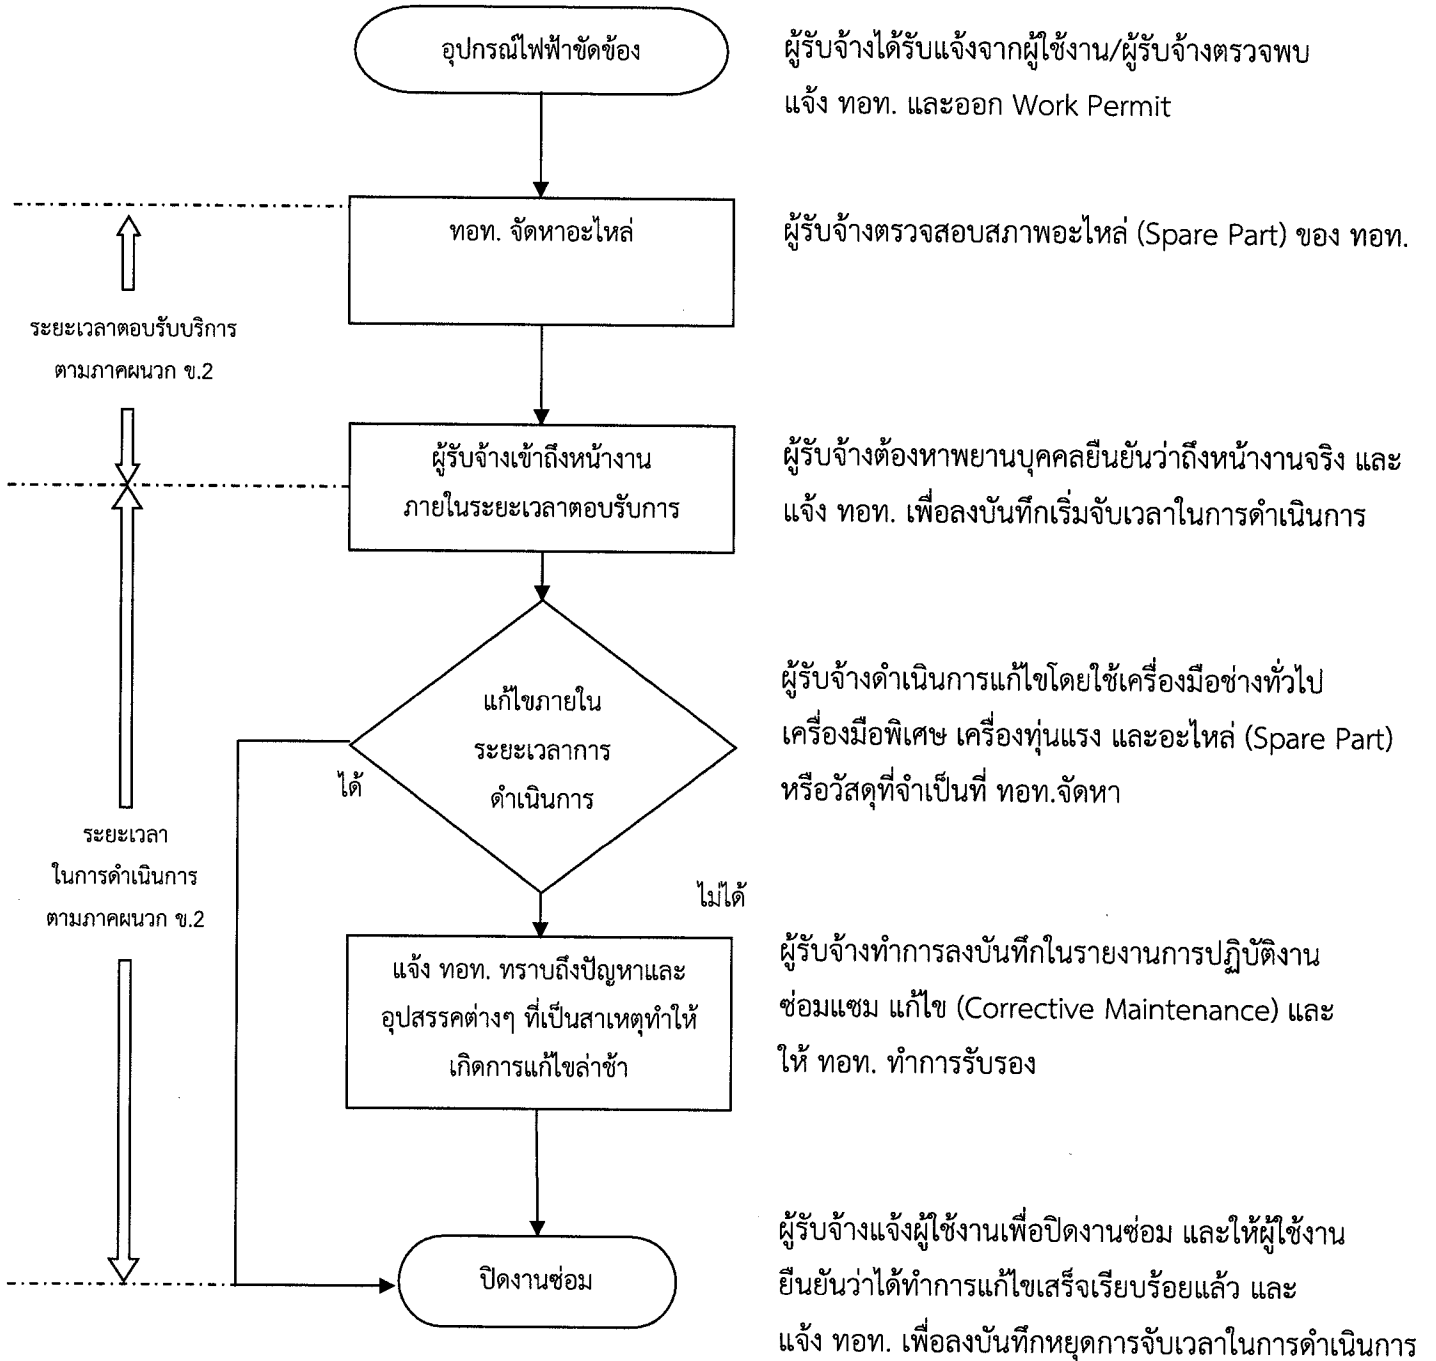 อุปกรณ์ไฟฟ้าขัดข้อง
ผู้รับจ้างได้รับแจ้งจากผู้ใช้งาน/ผู้รับจ้างตรวจพบ
แจ้ง ทอท. และออก Work Permit
ทอท. จัดหาอะไหล่
ผู้รับจ้างตรวจสอบสภาพอะไหล่ (Spare Part) ของ ทอท.
ระยะเวลาตอบรับบริการ
ตามภาคผนวก ข.2
ผู้รับจ้างเข้าถึงหน้างาน
ภายในระยะเวลาตอบรับการ
ผู้รับจ้างต้องหาพยานบุคคลยืนยันว่าถึงหน้างานจริง และ
แจ้ง ทอท. เพื่อลงบันทึกเริ่มจับเวลาในการดำเนินการ
แก้ไขภายใน
ระยะเวลาการ
ดำเนินการ
ได้
ไม่ได้
ผู้รับจ้างดำเนินการแก้ไขโดยใช้เครื่องมือช่างทั่วไป
เครื่องมือพิเศษ เครื่องทุ่นแรง และอะไหล่ (Spare Part)
หรือวัสดุที่จำเป็นที่ ทอท.จัดหา
ระยะเวลา
ในการดำเนินการ
ตามภาคผนวก ข.2
แจ้ง ทอท. ทราบถึงปัญหาและ
อุปสรรคต่างๆ ที่เป็นสาเหตุทำให้
เกิดการแก้ไขล่าช้า
ผู้รับจ้างทำการลงบันทึกในรายงานการปฏิบัติงาน
ซ่อมแซม แก้ไข (Corrective Maintenance) และ
ให้ ทอท. ทำการรับรอง
ปิดงานซ่อม
ผู้รับจ้างแจ้งผู้ใช้งานเพื่อปิดงานซ่อม และให้ผู้ใช้งาน
ยืนยันว่าได้ทำการแก้ไขเสร็จเรียบร้อยแล้ว และ
แจ้ง ทอท. เพื่อลงบันทึกหยุดการจับเวลาในการดำเนินการ